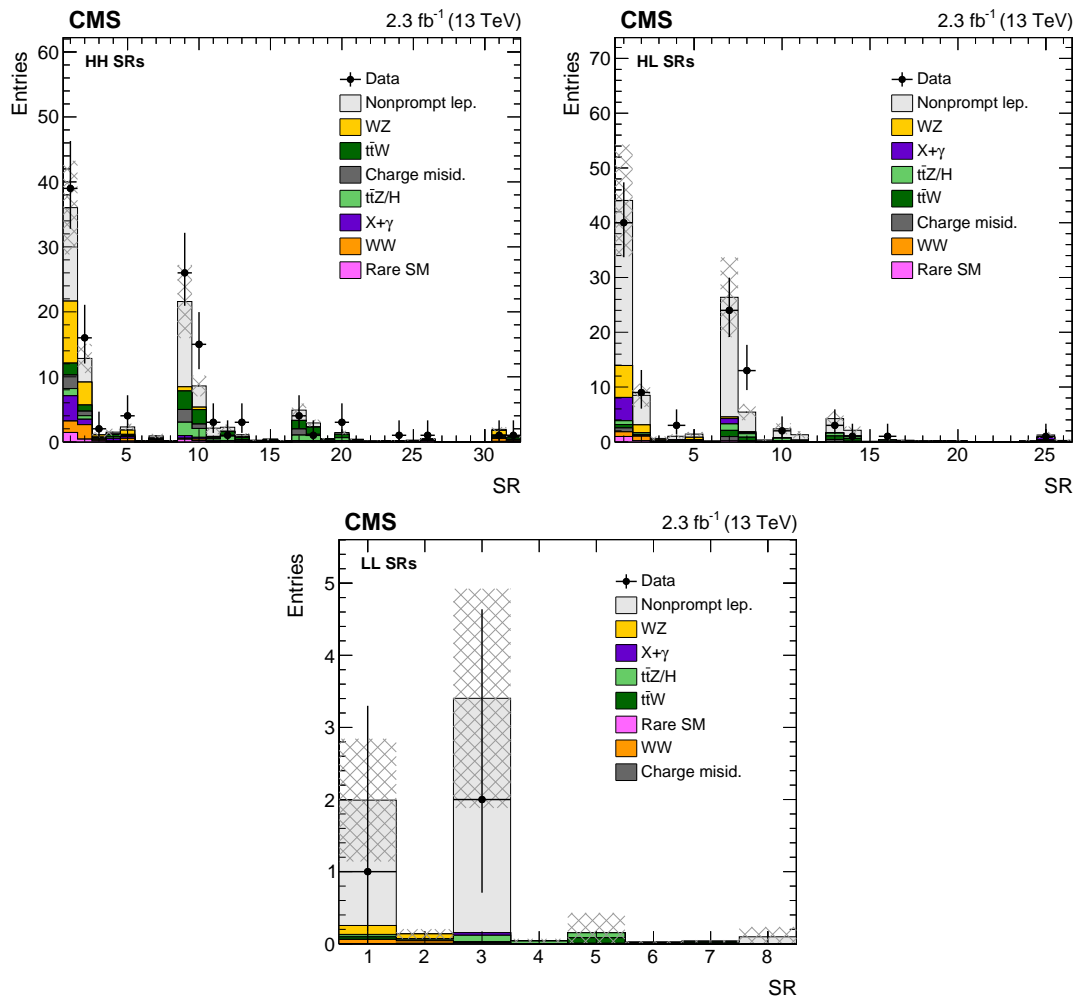 CMS
2.3 fb⁻¹ (13 TeV)
Entries
HH SRs
60
50
40
30
20
10
0
Data
Nonprompt lep.
WZ
tt̄W
Charge misid.
tt̄Z/H
X+γ
WW
Rare SM
5 10 15 20 25 30
SR
CMS
2.3 fb⁻¹ (13 TeV)
Entries
HL SRs
70
60
50
40
30
20
10
0
Data
Nonprompt lep.
WZ
X+γ
tt̄Z/H
tt̄W
Charge misid.
WW
Rare SM
5 10 15 20 25
SR
CMS
2.3 fb⁻¹ (13 TeV)
Entries
LL SRs
5
4
3
2
1
0
Data
Nonprompt lep.
WZ
X+γ
tt̄Z/H
tt̄W
Rare SM
WW
Charge misid.
1 2 3 4 5 6 7 8
SR